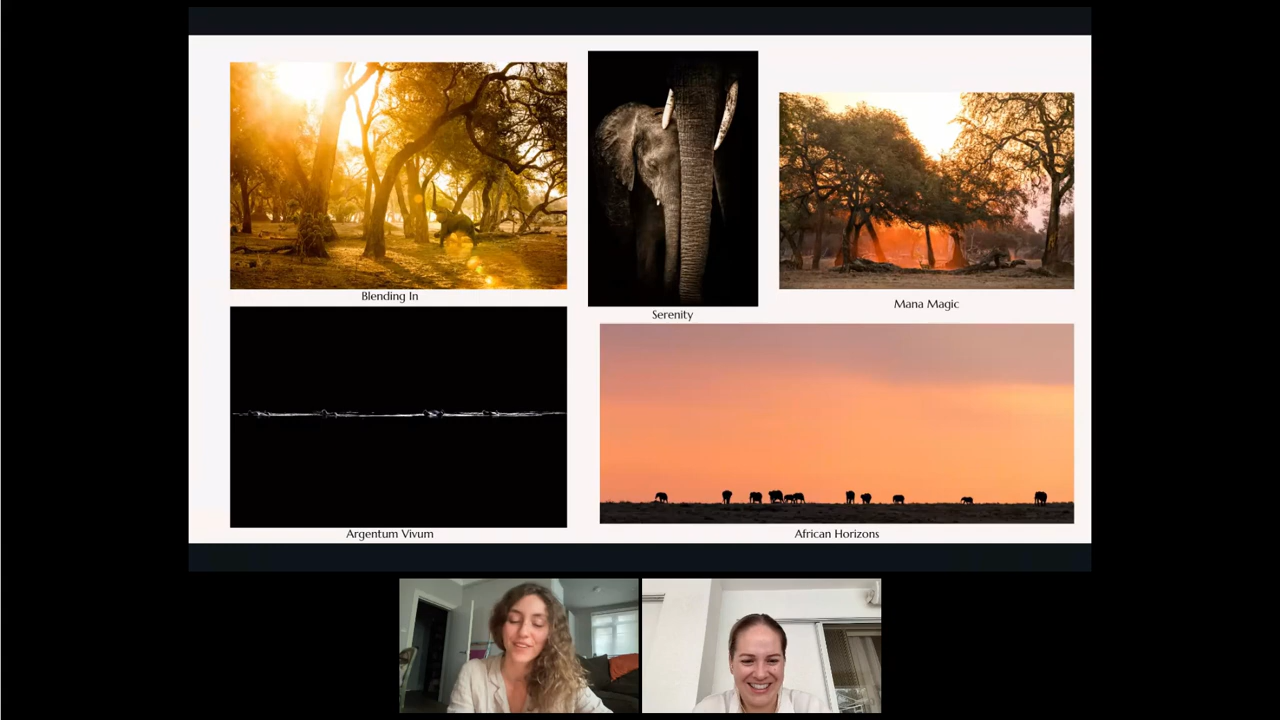 Blending In
Serenity
Mana Magic
Argentum Vivum
African Horizons